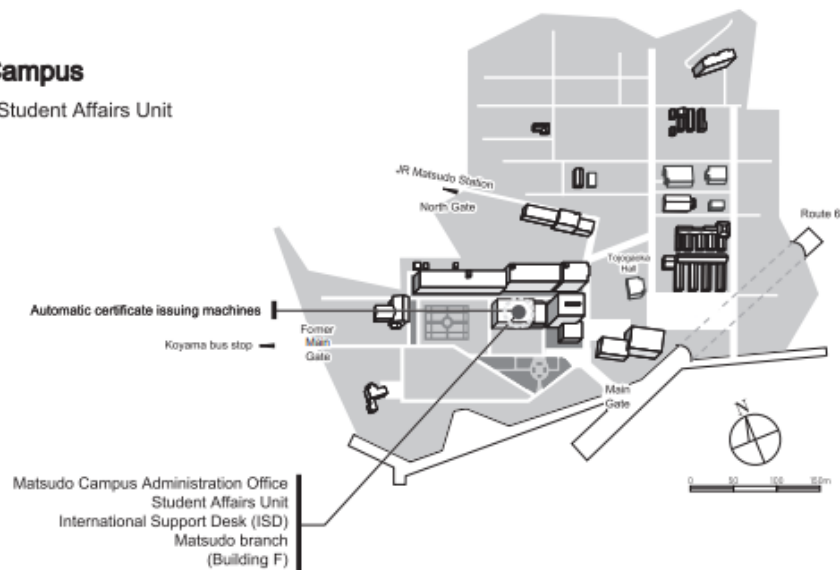 Campus
Student Affairs Unit
JR Matsudo Station
North Gate
Route 6
Tojogaoka
Hall
Automatic certificate issuing machines
Former
Main
Gate
Koyama bus stop
Main
Gate
N
0 50 100 150m
Matsudo Campus Administration Office
Student Affairs Unit
International Support Desk (ISD)
Matsudo branch
(Building F)